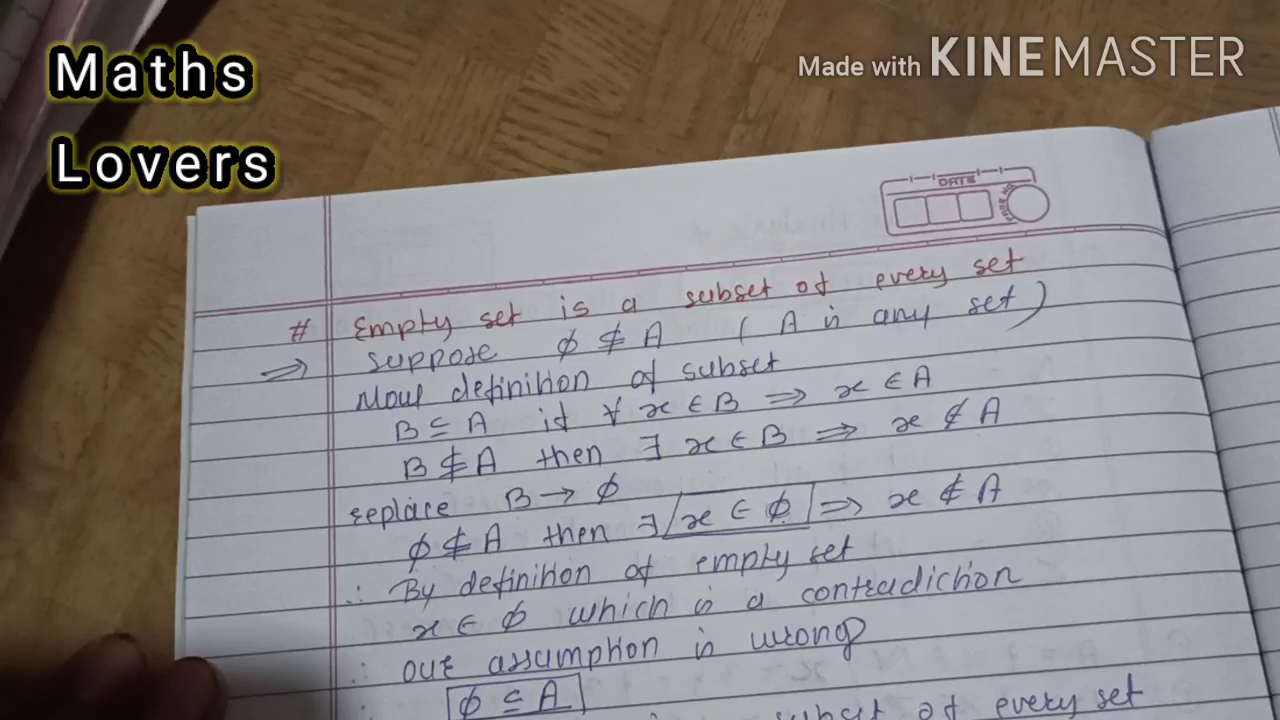 Maths
Lovers
Made with KINEMASTER
DATE
PAGE NO.
# Empty set is a subset of every set
⇒ suppose ϕ ⊈ A ( A is any set )
Now definition of subset
B ⊆ A if ∀ x ∈ B ⇒ x ∈ A
B ⊈ A then ∃ x ∈ B ⇒ x ∉ A
replace B → ϕ
ϕ ⊈ A then ∃ x ∈ ϕ ⇒ x ∉ A
∴ By definition of empty set
x ∈ ϕ which is a contradiction
∴ our assumption is wrong
∴ ϕ ⊆ A
subset of every set